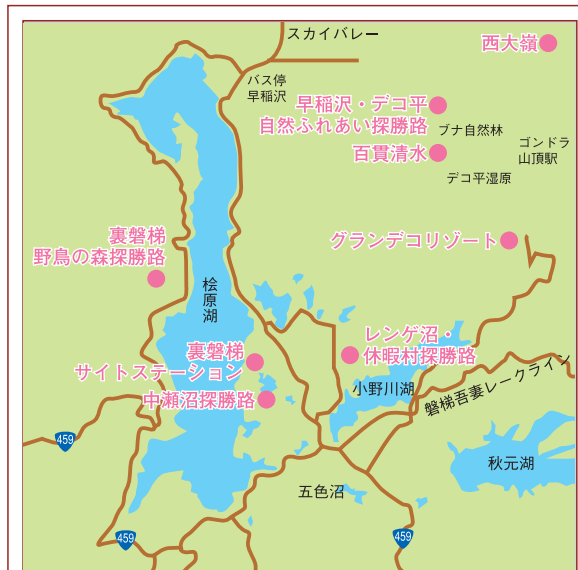 スカイバレー
西大嶺
バス停
早稲沢
早稲沢・デコ平
自然ふれあい探勝路
ブナ自然林
ゴンドラ
山頂駅
百貫清水
デコ平湿原
裏磐梯
野鳥の森探勝路
グランデコリゾート
桧原湖
レンゲ沼・
休暇村探勝路
裏磐梯
サイトステーション
小野川湖
磐梯吾妻レークライン
中瀬沼探勝路
459
秋元湖
五色沼
459
459